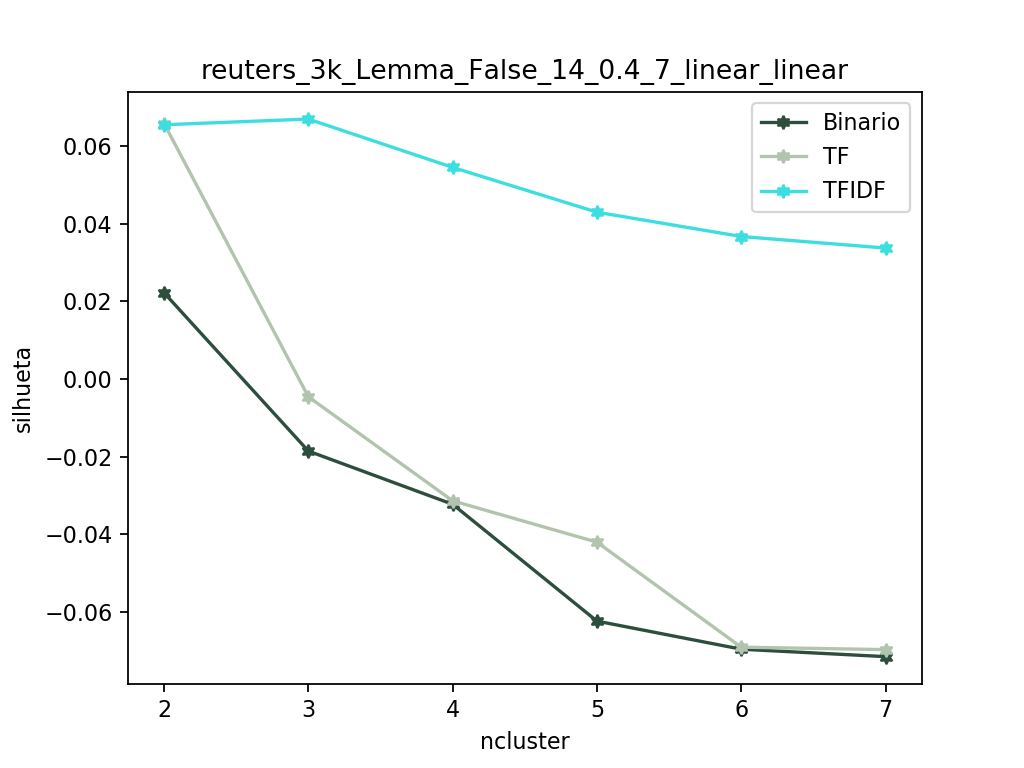 reuters_3k_Lemma_False_14_0.4_7_linear_linear
Binario
TF
TFIDF
0.06
0.04
0.02
0.00
−0.02
−0.04
−0.06
silhueta
2 3 4 5 6 7
ncluster